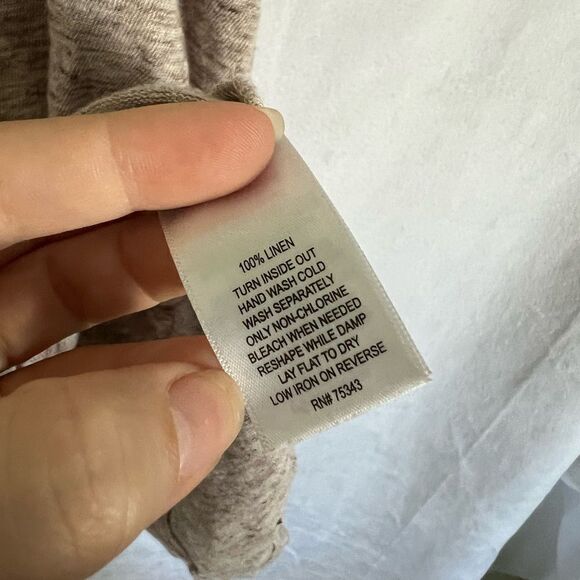 100% LINEN
TURN INSIDE OUT
HAND WASH COLD
WASH SEPARATELY
ONLY NON-CHLORINE
BLEACH WHEN NEEDED
RESHAPE WHILE DAMP
LAY FLAT TO DRY
LOW IRON ON REVERSE
RN# 75343